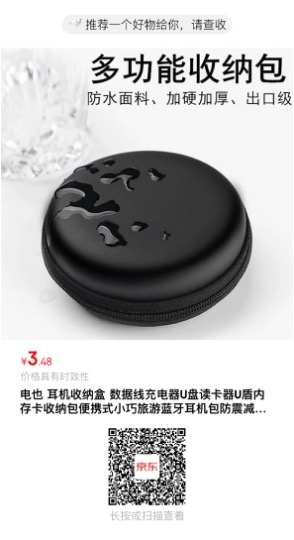 推荐一个好物给你，请查收
多功能收纳包
防水面料、加硬加厚、出口级
¥3.48
价格具有时效性
电也 耳机收纳盒 数据线充电器U盘读卡器U盾内
存卡收纳包便携式小巧旅游蓝牙耳机包防震减...
京东
长按或扫描查看